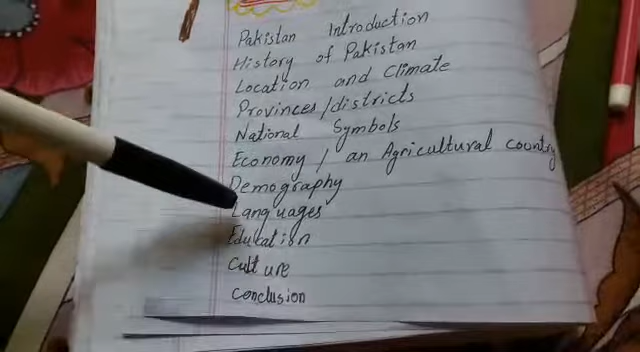 Pakistan Introduction
History of Pakistan
Location and Climate
Provinces/districts
National Symbols
Economy/ an Agricultural country
Demography
Languages
Education
Culture
Conclusion